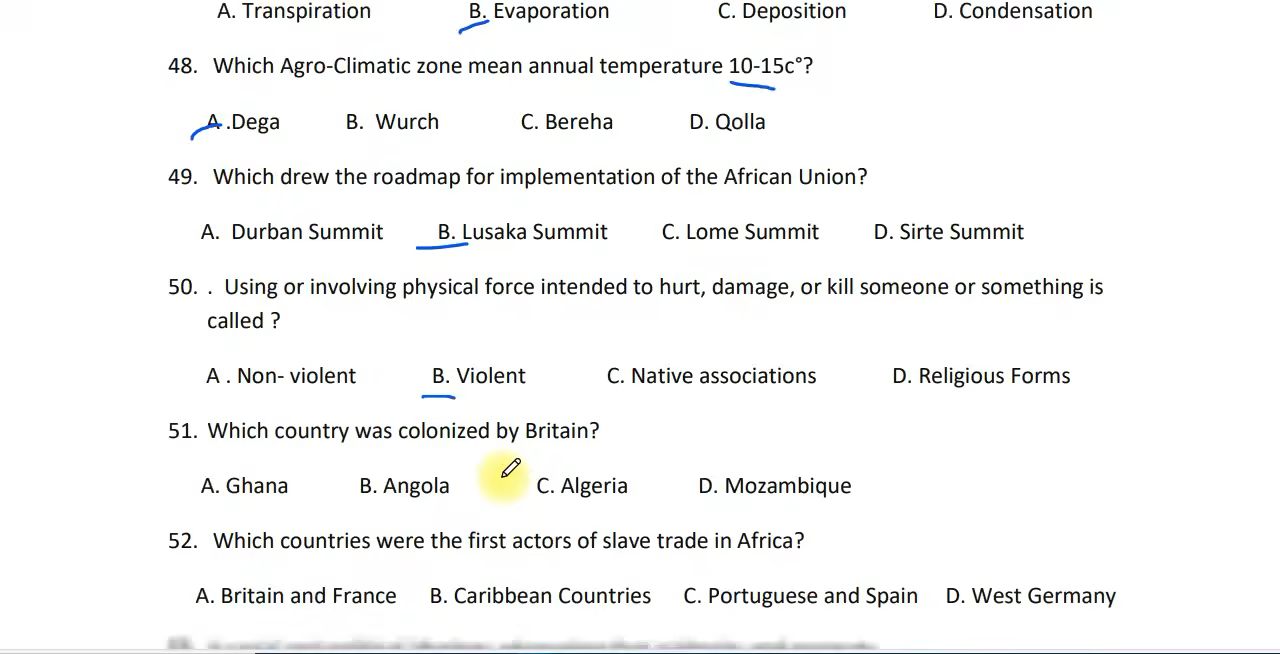 A. Transpiration B. Evaporation C. Deposition D. Condensation
48. Which Agro-Climatic zone mean annual temperature 10-15c°?
A .Dega B. Wurch C. Bereha D. Qolla
49. Which drew the roadmap for implementation of the African Union?
A. Durban Summit B. Lusaka Summit C. Lome Summit D. Sirte Summit
50. . Using or involving physical force intended to hurt, damage, or kill someone or something is
called ?
A . Non- violent B. Violent C. Native associations D. Religious Forms
51. Which country was colonized by Britain?
A. Ghana B. Angola C. Algeria D. Mozambique
52. Which countries were the first actors of slave trade in Africa?
A. Britain and France B. Caribbean Countries C. Portuguese and Spain D. West Germany